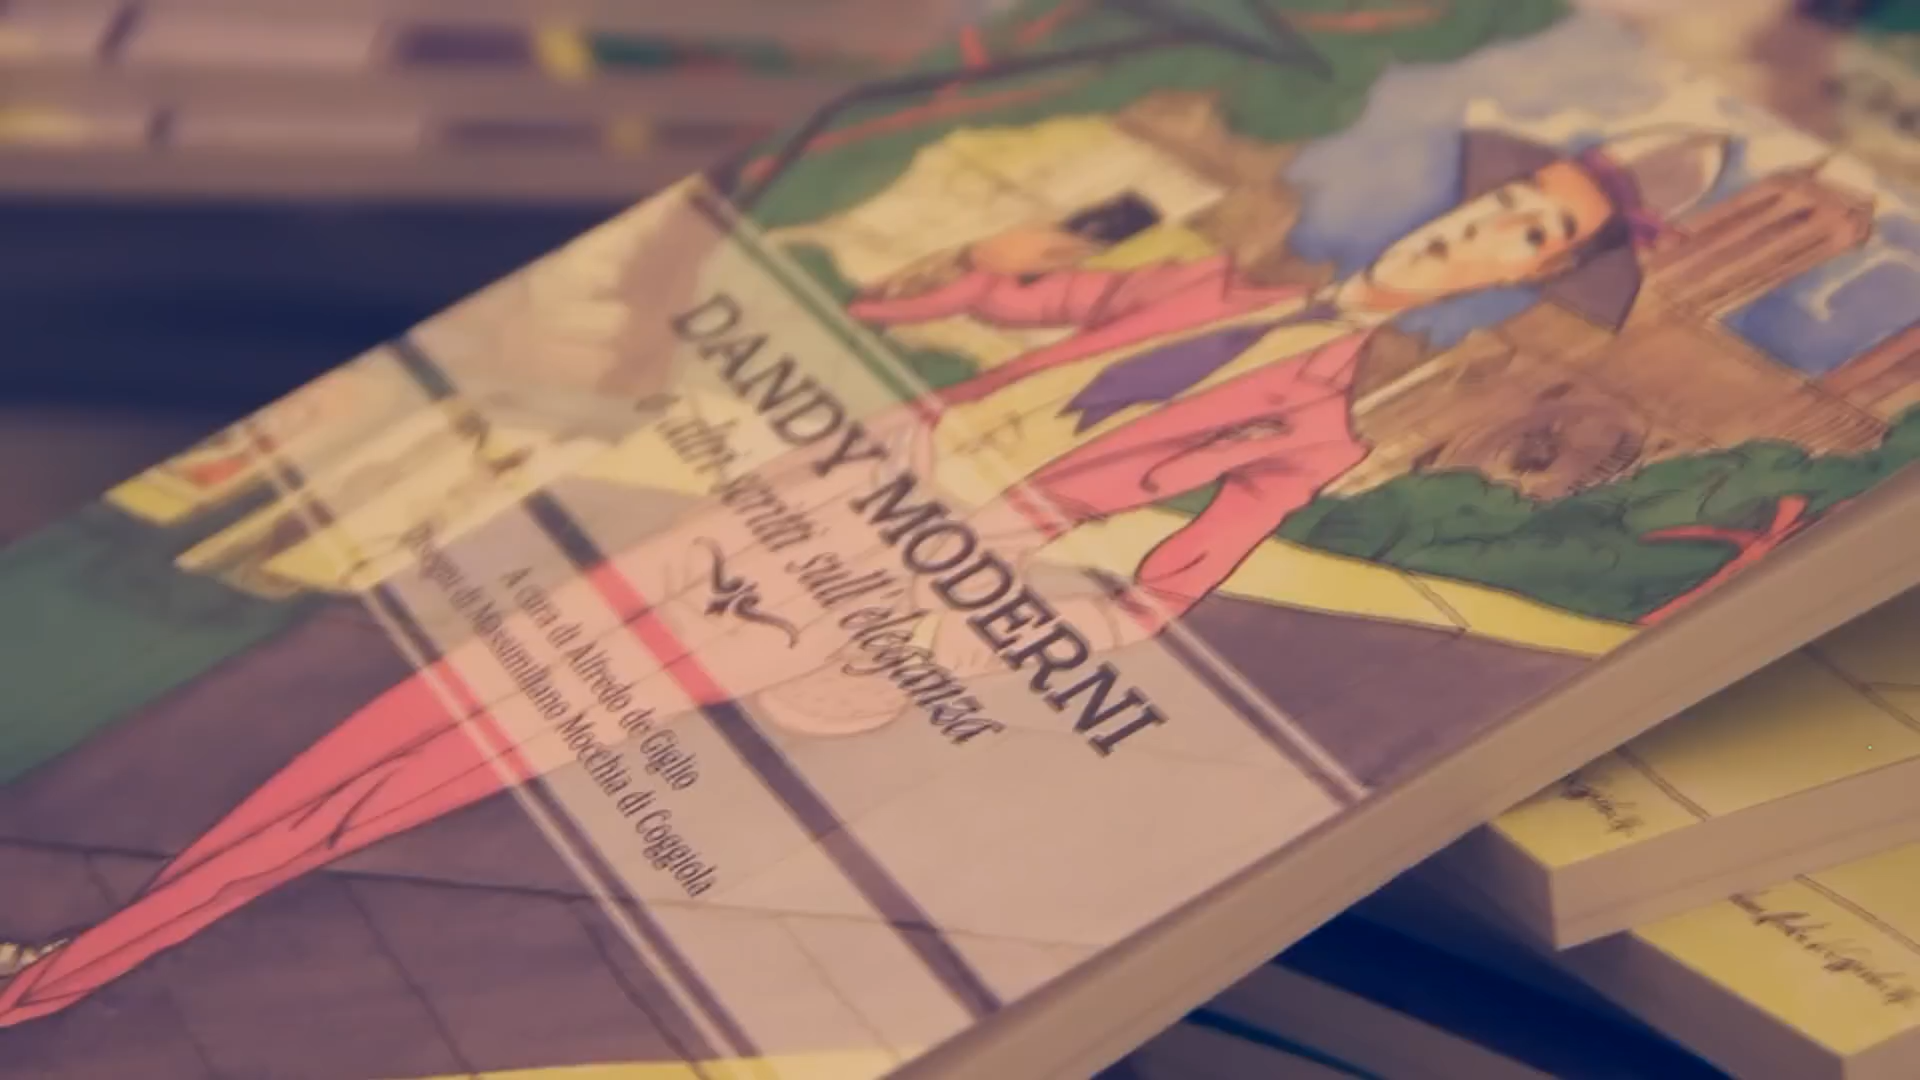 DANDY MODERNI
e altri scritti sull'eleganza
A cura di Alfredo de Giglio
Disegni di Massimiliano Mocchia di Coggiola